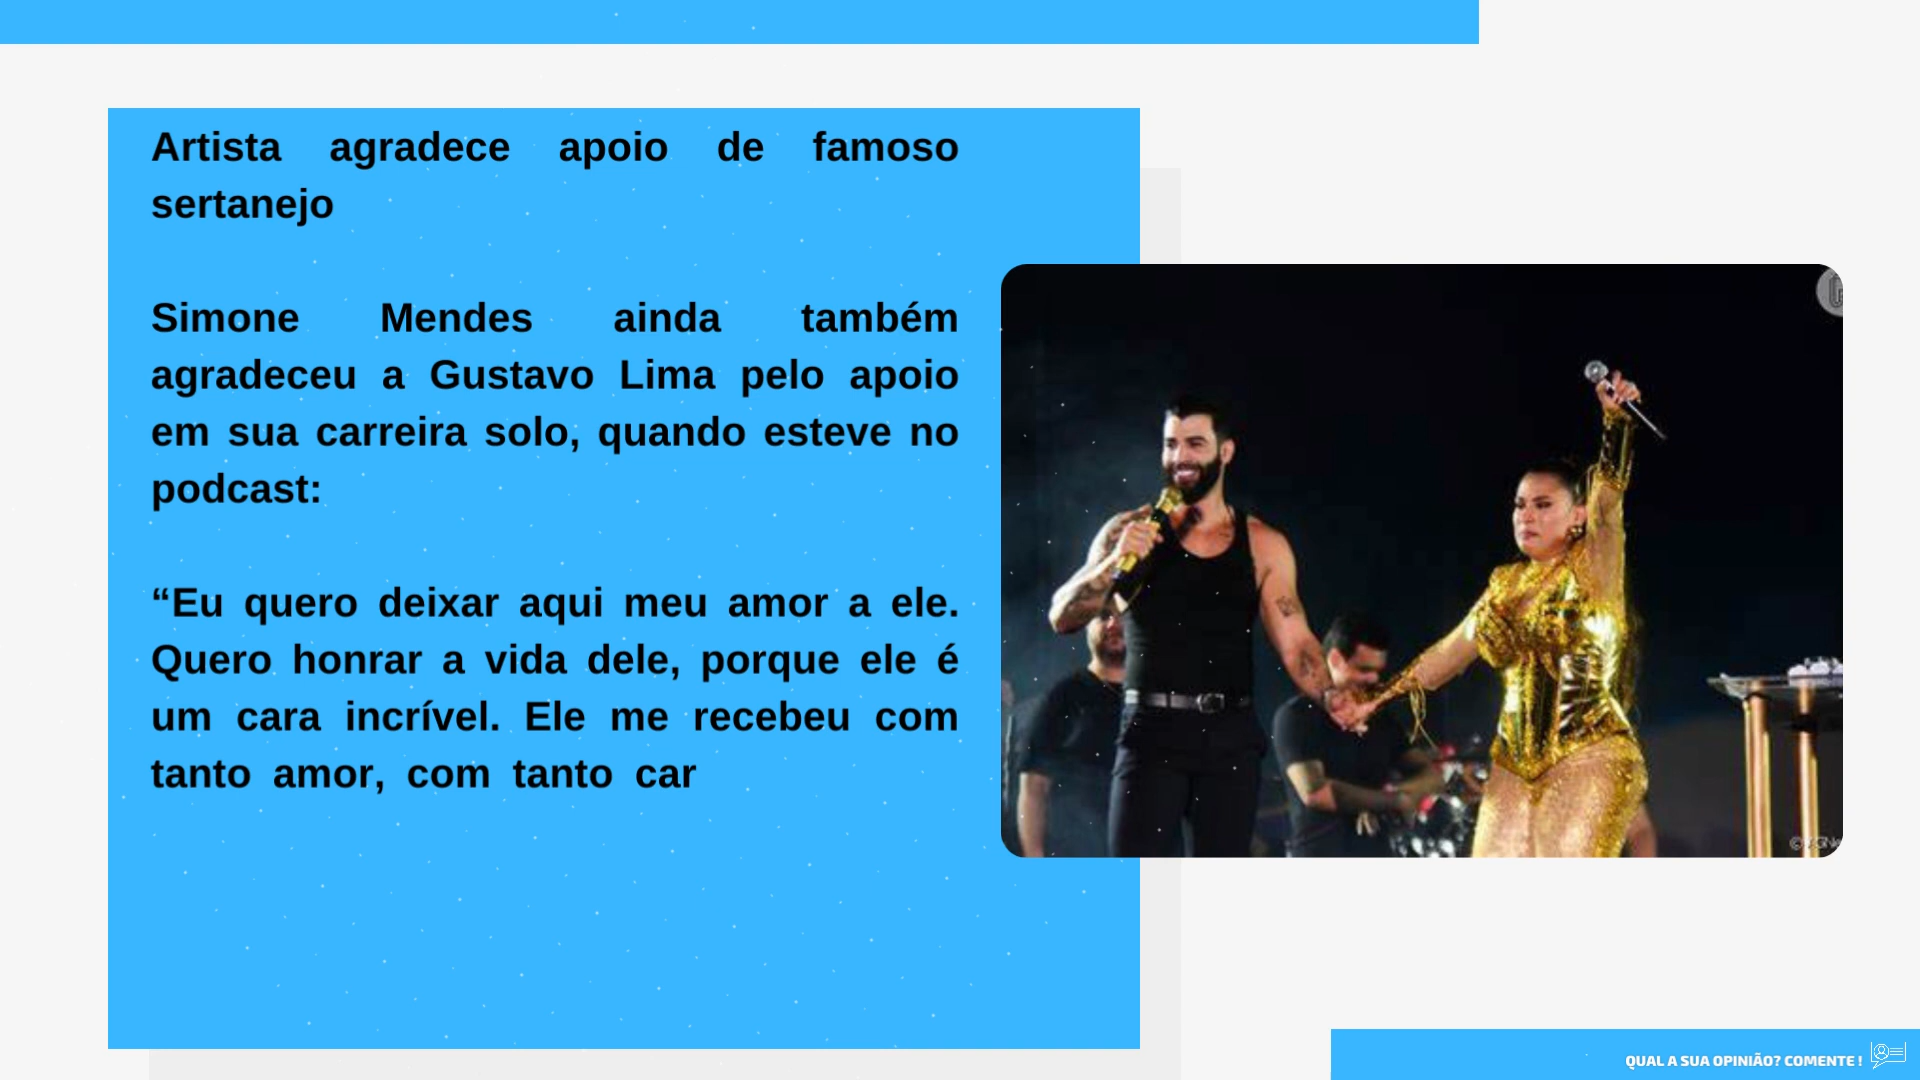 Artista agradece apoio de famoso
sertanejo
Simone Mendes ainda também
agradeceu a Gustavo Lima pelo apoio
em sua carreira solo, quando esteve no
podcast:
“Eu quero deixar aqui meu amor a ele.
Quero honrar a vida dele, porque ele é
um cara incrível. Ele me recebeu com
tanto amor, com tanto car
QUAL A SUA OPINIÃO? COMENTE !